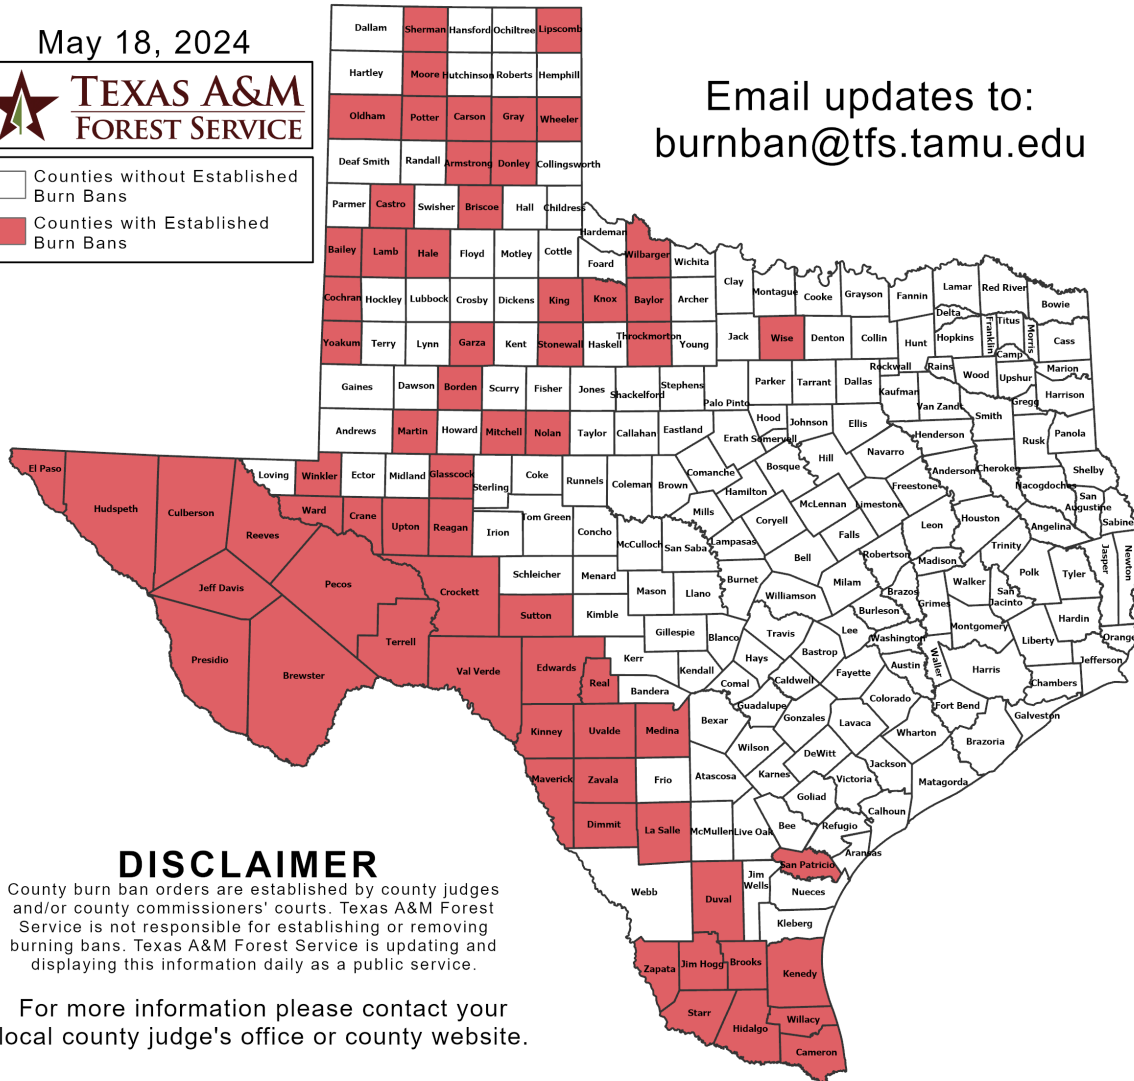 May 18, 2024
TEXAS A&M
FOREST SERVICE
Counties without Established
Burn Bans
Counties with Established
Burn Bans
Email updates to:
burnban@tfs.tamu.edu
Dallam Sherman Hansford Ochiltree Lipscomb
Hartley Moore Hutchinson Roberts Hemphill
Oldham Potter Carson Gray Wheeler
Deaf Smith Randall Armstrong Donley Collingsworth
Parmer Castro Swisher Briscoe Hall Childress
Hardeman
Bailey Lamb Hale Floyd Motley Cottle Foard Wilbarger Wichita
Clay Montague Cooke Grayson Fannin Lamar Red River Bowie
Cochran Hockley Lubbock Crosby Dickens King Knox Baylor Archer
Delta Franklin Titus Morris Cass
Yoakum Terry Lynn Garza Kent Stonewall Haskell Throckmorton Young Jack Wise Denton Collin Hunt Hopkins
Camp
Rockwall Rains Wood Upshur Marion
Gaines Dawson Borden Scurry Fisher Jones Shackelford Stephens Palo Pinto Parker Tarrant Dallas Kaufman Van Zandt Gregg Harrison
Smith
Andrews Martin Howard Mitchell Nolan Taylor Callahan Eastland Erath Somervell Hood Johnson Ellis Henderson Rusk Panola
El Paso Hudspeth Culberson Loving Winkler Ector Midland Glasscock Sterling Coke Runnels Coleman Brown Comanche Hamilton Bosque Hill Navarro Freestone Anderson Cherokee Nacogdoches Shelby
San
Augustine
Sabine
Ward Crane Upton Reagan Irion Tom Green Concho McCulloch San Saba Mills Lampasas Coryell McLennan Limestone Falls Leon Houston Angelina
Reeves Jeff Davis Pecos Crockett Schleicher Menard Mason Llano Burnet Bell Williamson Milam Robertson Brazos Madison Trinity Walker Polk Tyler Jasper Newton
San
Jacinto
Presidio Brewster Terrell Val Verde Sutton Kimble Gillespie Blanco Travis Lee Burleson Washington Grimes Montgomery Liberty Hardin Orange
Edwards Real Kerr Kendall Bandera Comal Hays Caldwell Bastrop Fayette Austin Waller Harris Chambers Jefferson
Kinney Uvalde Medina Bexar Guadalupe Gonzales Lavaca Colorado Wharton Fort Bend Brazoria Galveston
Maverick Zavala Frio Atascosa Wilson Karnes DeWitt Victoria Jackson Matagorda
Dimmit La Salle McMullen Live Oak Bee Goliad Refugio Calhoun Aransas
San Patricio
Webb Duval
Jim
Wells
Nueces
Kleberg
Zapata Jim Hogg Brooks Kenedy
Starr Hidalgo Willacy
Cameron
DISCLAIMER
County burn ban orders are established by county judges
and/or county commissioners' courts. Texas A&M Forest
Service is not responsible for establishing or removing
burning bans. Texas A&M Forest Service is updating and
displaying this information daily as a public service.
For more information please contact your
local county judge's office or county website.